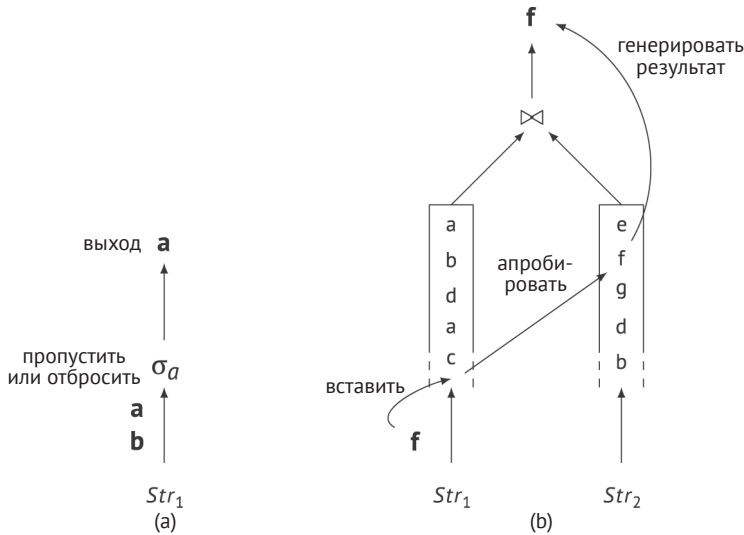 выход a
пропустить
или отбросить σa
a
b
Str1
(a)
f
генерировать
результат
⋈
a
b
d
a
c
e
f
g
d
b
апроби-
ровать
вставить
f
Str1
Str2
(b)